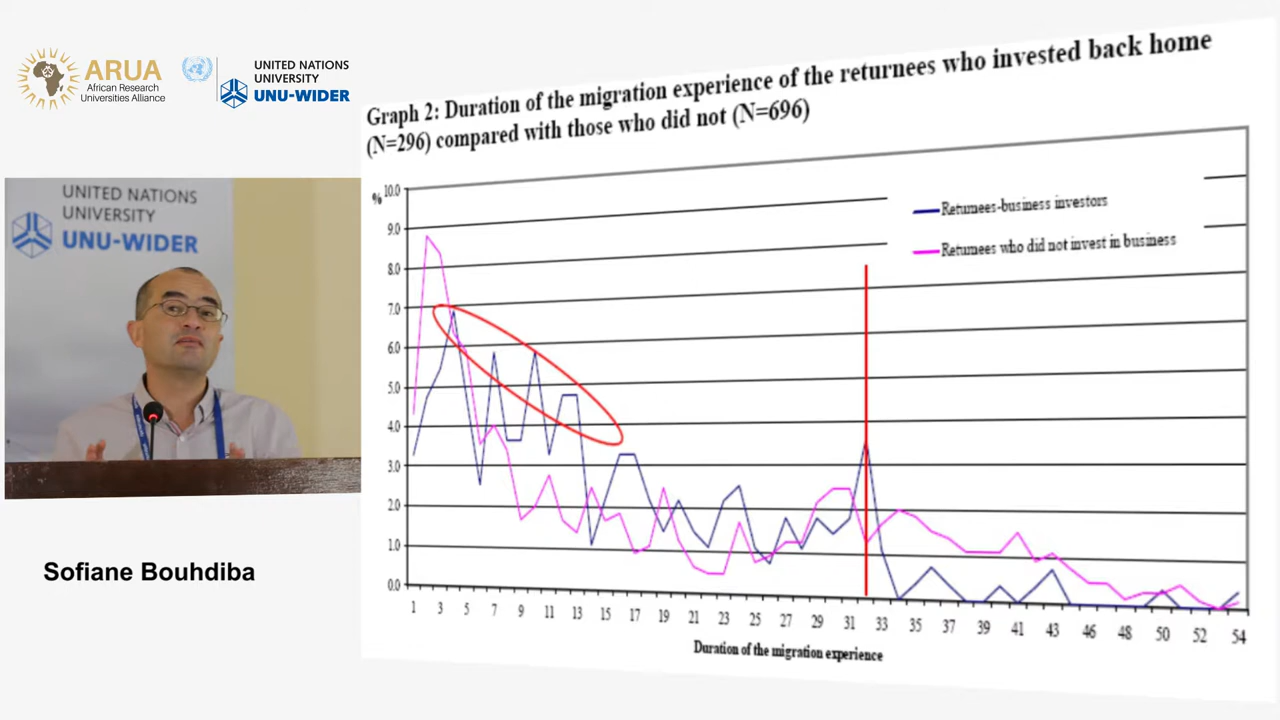 ARUA
African Research
Universities Alliance
UNITED NATIONS
UNIVERSITY
UNU-WIDER
UNITED NATIONS
UNIVERSITY
UNU-WIDER
Sofiane Bouhdiba
Graph 2: Duration of the migration experience of the returnees who invested back home
(N=296) compared with those who did not (N=696)
%
10.0
9.0
8.0
7.0
6.0
5.0
4.0
3.0
2.0
1.0
0.0
Returnees-business investors
Returnees who did not invest in business
1 3 5 7 9 11 13 15 17 19 21 23 25 27 29 31 33 35 37 39 41 43 46 48 50 52 54
Duration of the migration experience